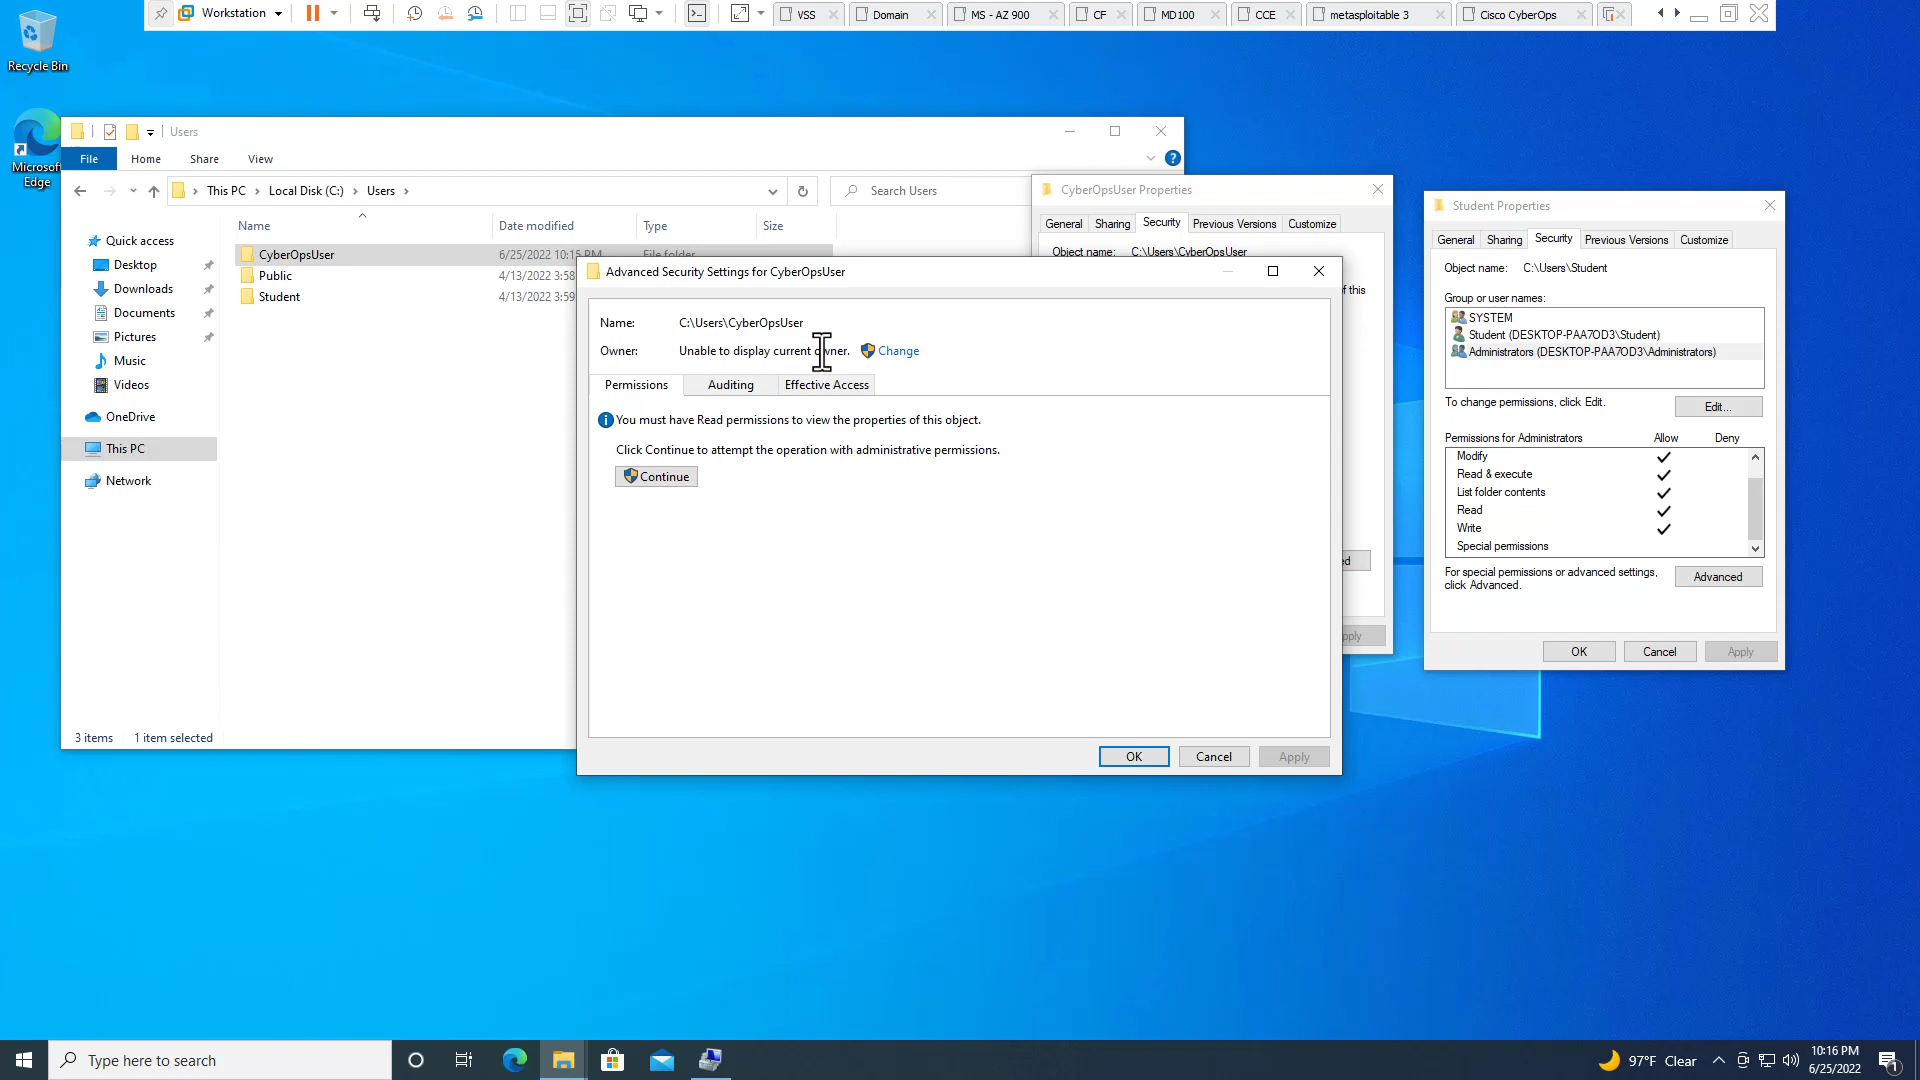 Workstation
VSS
Domain
MS - AZ 900
CF
MD100
CCE
metasploitable 3
Cisco CyberOps
Recycle Bin
Microsoft
Edge
Users
File
Home
Share
View
This PC
Local Disk (C:)
Users
Search Users
Name
Date modified
Type
Size
Quick access
Desktop
Downloads
Documents
Pictures
Music
Videos
OneDrive
This PC
Network
CyberOpsUser
6/25/2022 10:15 PM
File folder
Public
4/13/2022 3:58
Student
4/13/2022 3:59
3 items
1 item selected
CyberOpsUser Properties
General
Sharing
Security
Previous Versions
Customize
Object name:
C:\Users\CyberOpsUser
f this
ed
pply
Advanced Security Settings for CyberOpsUser
Name:
C:\Users\CyberOpsUser
Owner:
Unable to display current owner.
Change
Permissions
Auditing
Effective Access
You must have Read permissions to view the properties of this object.
Click Continue to attempt the operation with administrative permissions.
Continue
OK
Cancel
Apply
Student Properties
General
Sharing
Security
Previous Versions
Customize
Object name:
C:\Users\Student
Group or user names:
SYSTEM
Student (DESKTOP-PAA7OD3\Student)
Administrators (DESKTOP-PAA7OD3\Administrators)
To change permissions, click Edit.
Edit...
Permissions for Administrators
Allow
Deny
Modify
Read & execute
List folder contents
Read
Write
Special permissions
For special permissions or advanced settings,
click Advanced.
Advanced
OK
Cancel
Apply
Type here to search
97°F Clear
10:16 PM
6/25/2022
1